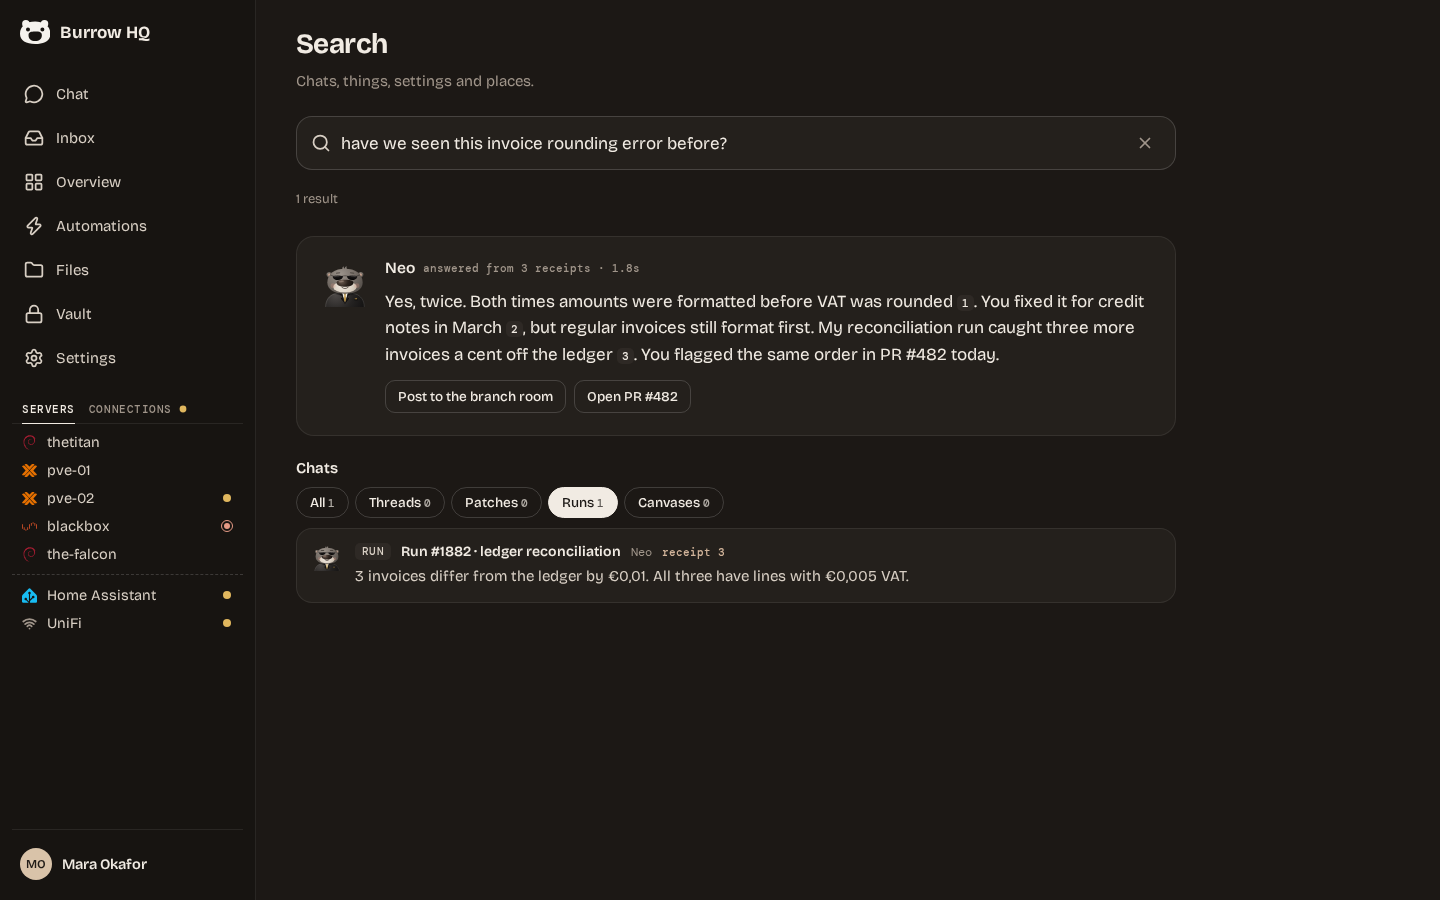 Burrow HQ
Chat
Inbox
Overview
Automations
Files
Vault
Settings
SERVERS CONNECTIONS
thetitan
pve-01
pve-02
blackbox
the-falcon
Home Assistant
UniFi
MO Mara Okafor
Search
Chats, things, settings and places.
have we seen this invoice rounding error before?
1 result
Neo answered from 3 receipts · 1.8s
Yes, twice. Both times amounts were formatted before VAT was rounded 1. You fixed it for credit
notes in March 2, but regular invoices still format first. My reconciliation run caught three more
invoices a cent off the ledger 3. You flagged the same order in PR #482 today.
Post to the branch room Open PR #482
Chats
All 1 Threads 0 Patches 0 Runs 1 Canvases 0
RUN Run #1882 · ledger reconciliation Neo receipt 3
3 invoices differ from the ledger by €0,01. All three have lines with €0,005 VAT.